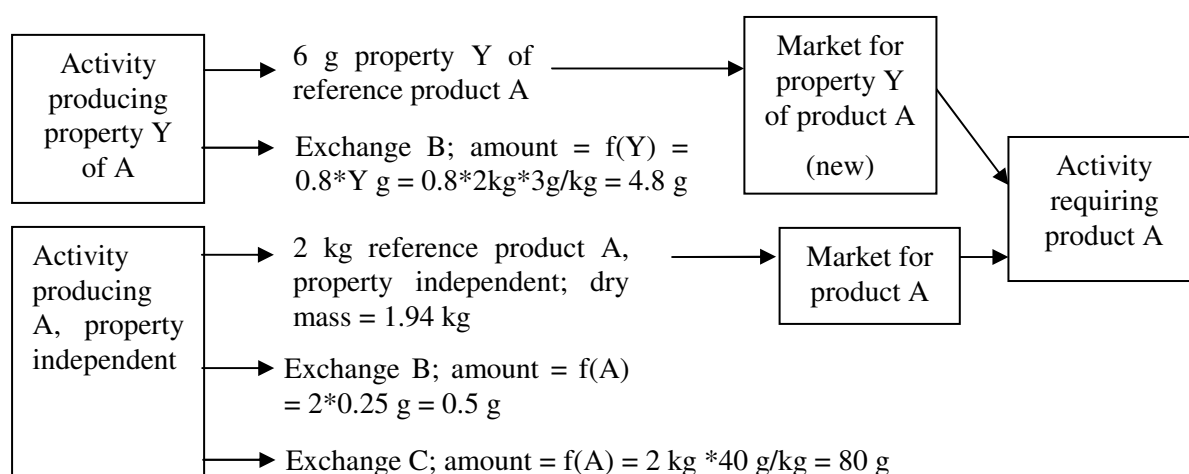 Activity
producing
property Y
of A
6 g property Y of
reference product A
Exchange B; amount = f(Y) =
0.8*Y g = 0.8*2kg*3g/kg = 4.8 g
Market for
property Y
of product A
(new)
Activity
requiring
product A
Activity
producing
A, property
independent
2 kg reference product A,
property independent; dry
mass = 1.94 kg
Market for
product A
Exchange B; amount = f(A)
= 2*0.25 g = 0.5 g
Exchange C; amount = f(A) = 2 kg *40 g/kg = 80 g